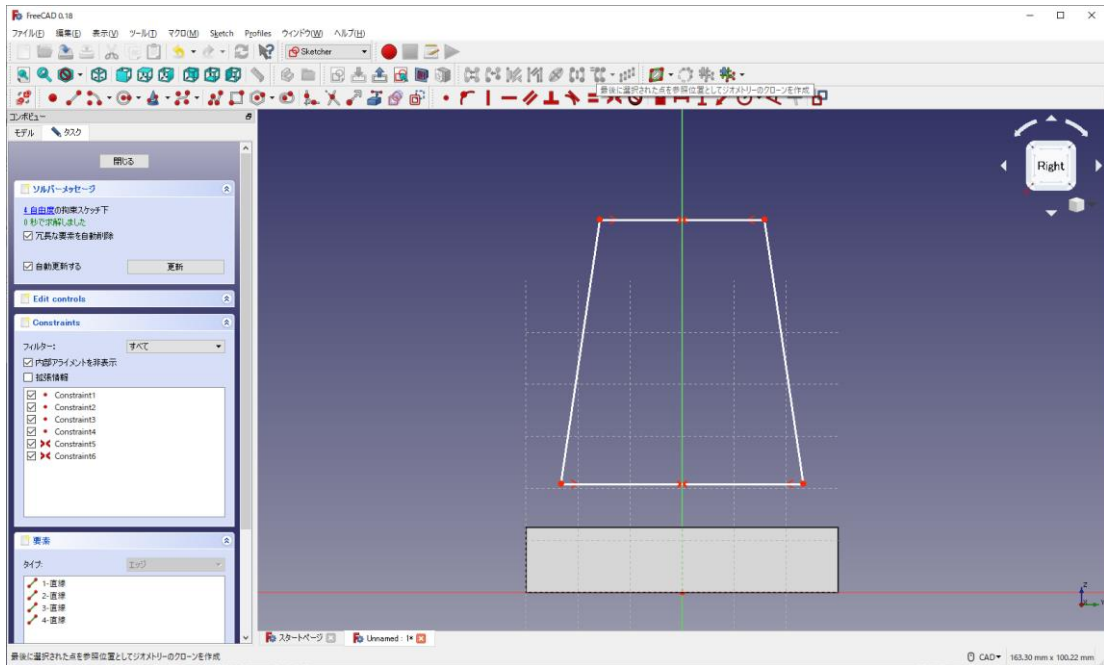 FreeCAD 0.18
ファイル(F) 編集(E) 表示(V) ツール(T) マクロ(M) Sketch Profiles ウィンドウ(W) ヘルプ(H)
Sketcher
最後に選択された点を参照位置としてジオメトリーのクローンを作成
コンボビュー
モデル タスク
閉じる
ソルバーメッセージ
4 自由度の拘束スケッチ下
0 秒で求解しました
冗長な要素を自動削除
自動更新する 更新
Edit controls
Constraints
フィルター: すべて
内部アライメントを非表示
拡張情報
Constraint1
Constraint2
Constraint3
Constraint4
Constraint5
Constraint6
要素
タイプ: エッジ
1-直線
2-直線
3-直線
4-直線
Right
Z
Y
スタートページ Unnamed : 1*
最後に選択された点を参照位置としてジオメトリーのクローンを作成 CAD 163.30 mm x 100.22 mm